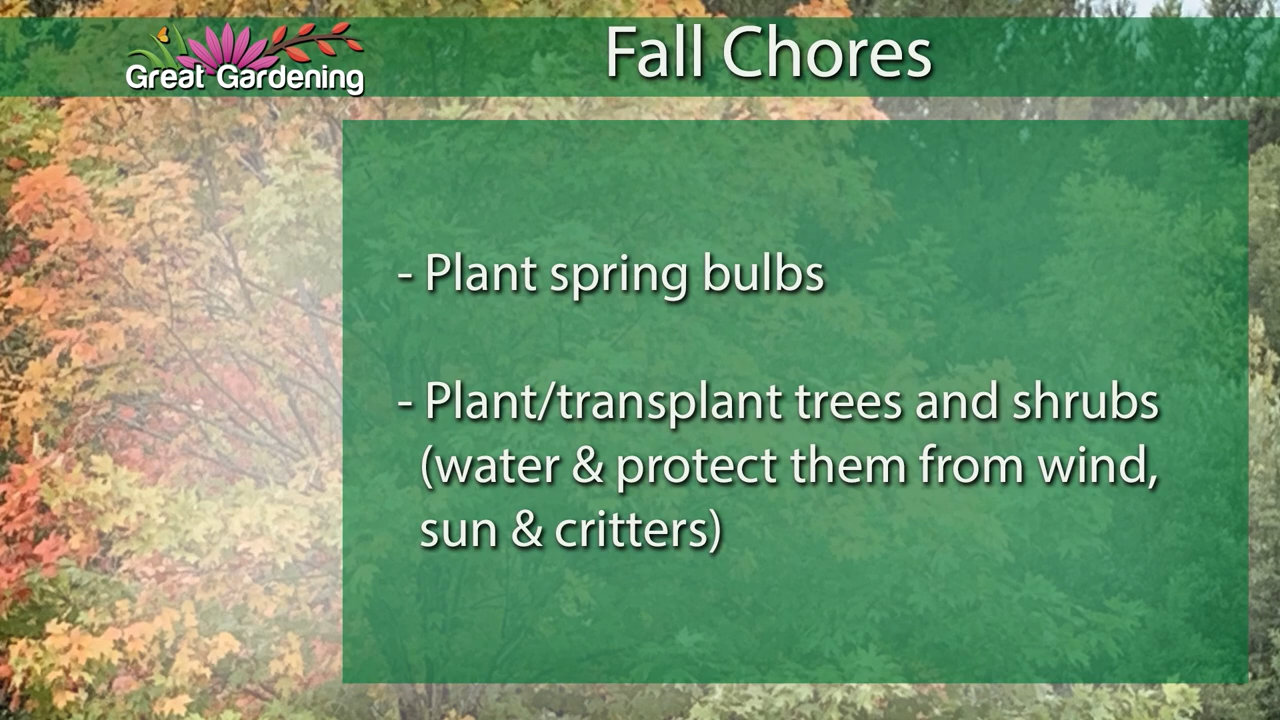 Great Gardening
Fall Chores
- Plant spring bulbs
- Plant/transplant trees and shrubs
(water & protect them from wind,
sun & critters)